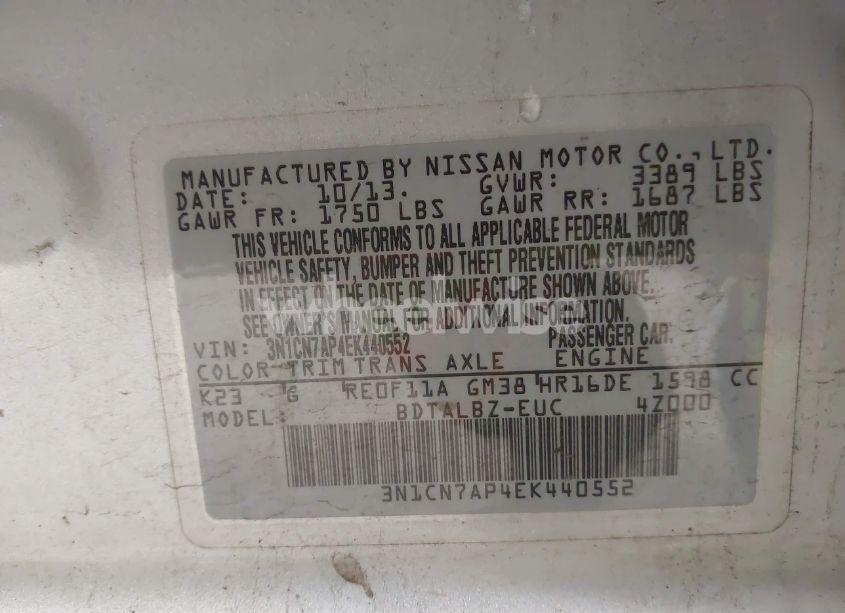 MANUFACTURED BY NISSAN MOTOR CO., LTD.
DATE: 10/13. GVWR: 3389 LBS
GAWR FR: 1750 LBS GAWR RR: 1687 LBS
THIS VEHICLE CONFORMS TO ALL APPLICABLE FEDERAL MOTOR
VEHICLE SAFETY, BUMPER AND THEFT PREVENTION STANDARDS
IN EFFECT ON THE DATE OF MANUFACTURE SHOWN ABOVE.
SEE OWNER'S MANUAL FOR ADDITIONAL INFORMATION.
VIN: 3N1CN7AP4EK440552 PASSENGER CAR
COLOR TRIM TRANS AXLE ENGINE
K23 G RE0F11A GM38 HR16DE 1598 CC
MODEL: BDTALBZ-EUC 4Z000
3N1CN7AP4EK440552